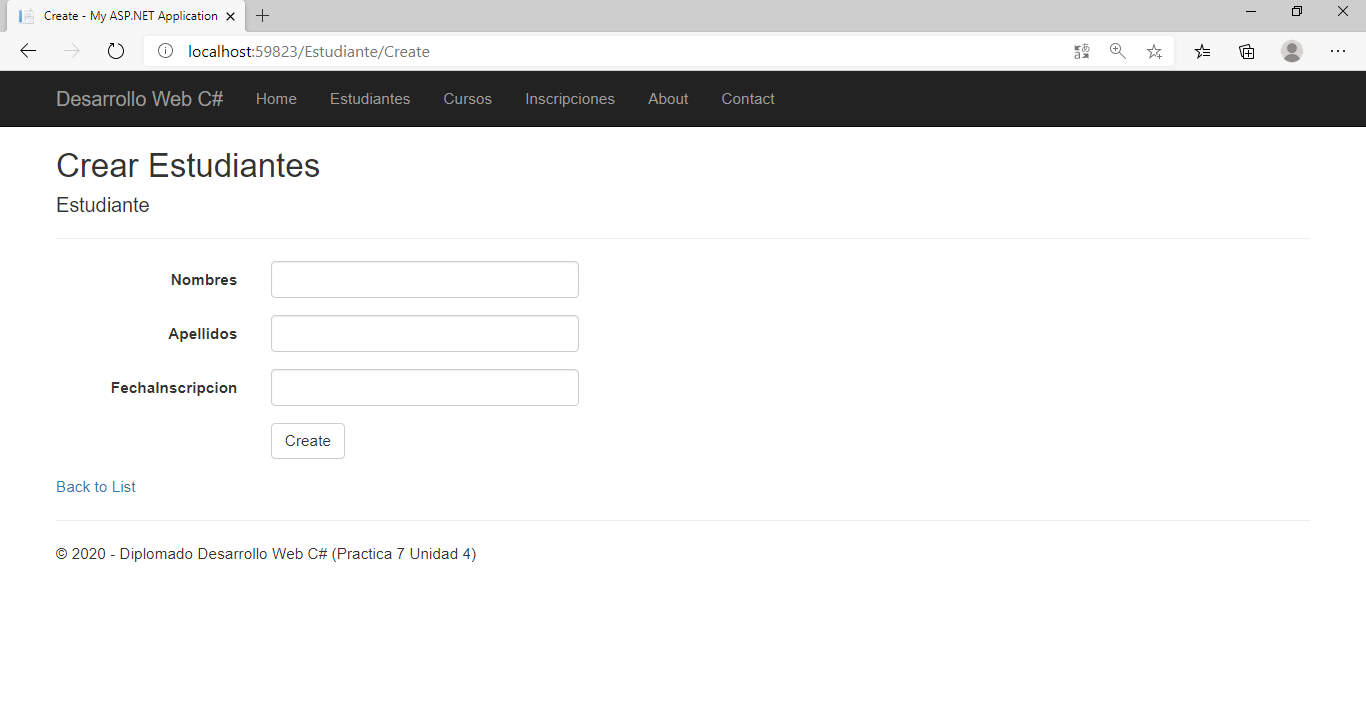 Create - My ASP.NET Application
localhost:59823/Estudiante/Create
Desarrollo Web C# Home Estudiantes Cursos Inscripciones About Contact
Crear Estudiantes
Estudiante
Nombres
Apellidos
FechaInscripcion
Create
Back to List
© 2020 - Diplomado Desarrollo Web C# (Practica 7 Unidad 4)